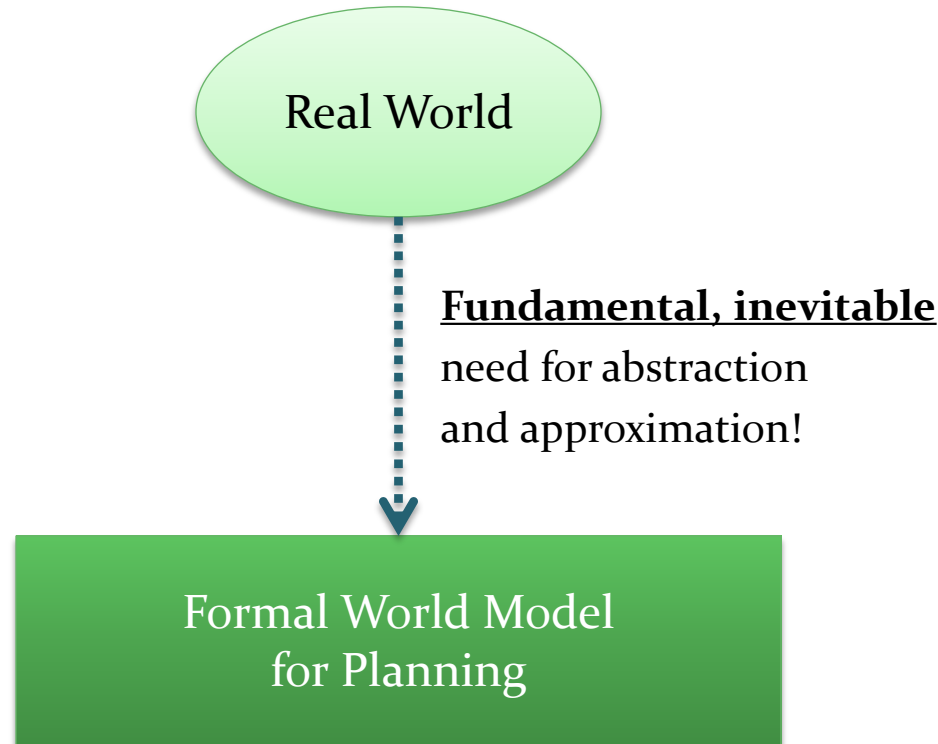 Real World
Fundamental, inevitable
need for abstraction
and approximation!
Formal World Model
for Planning